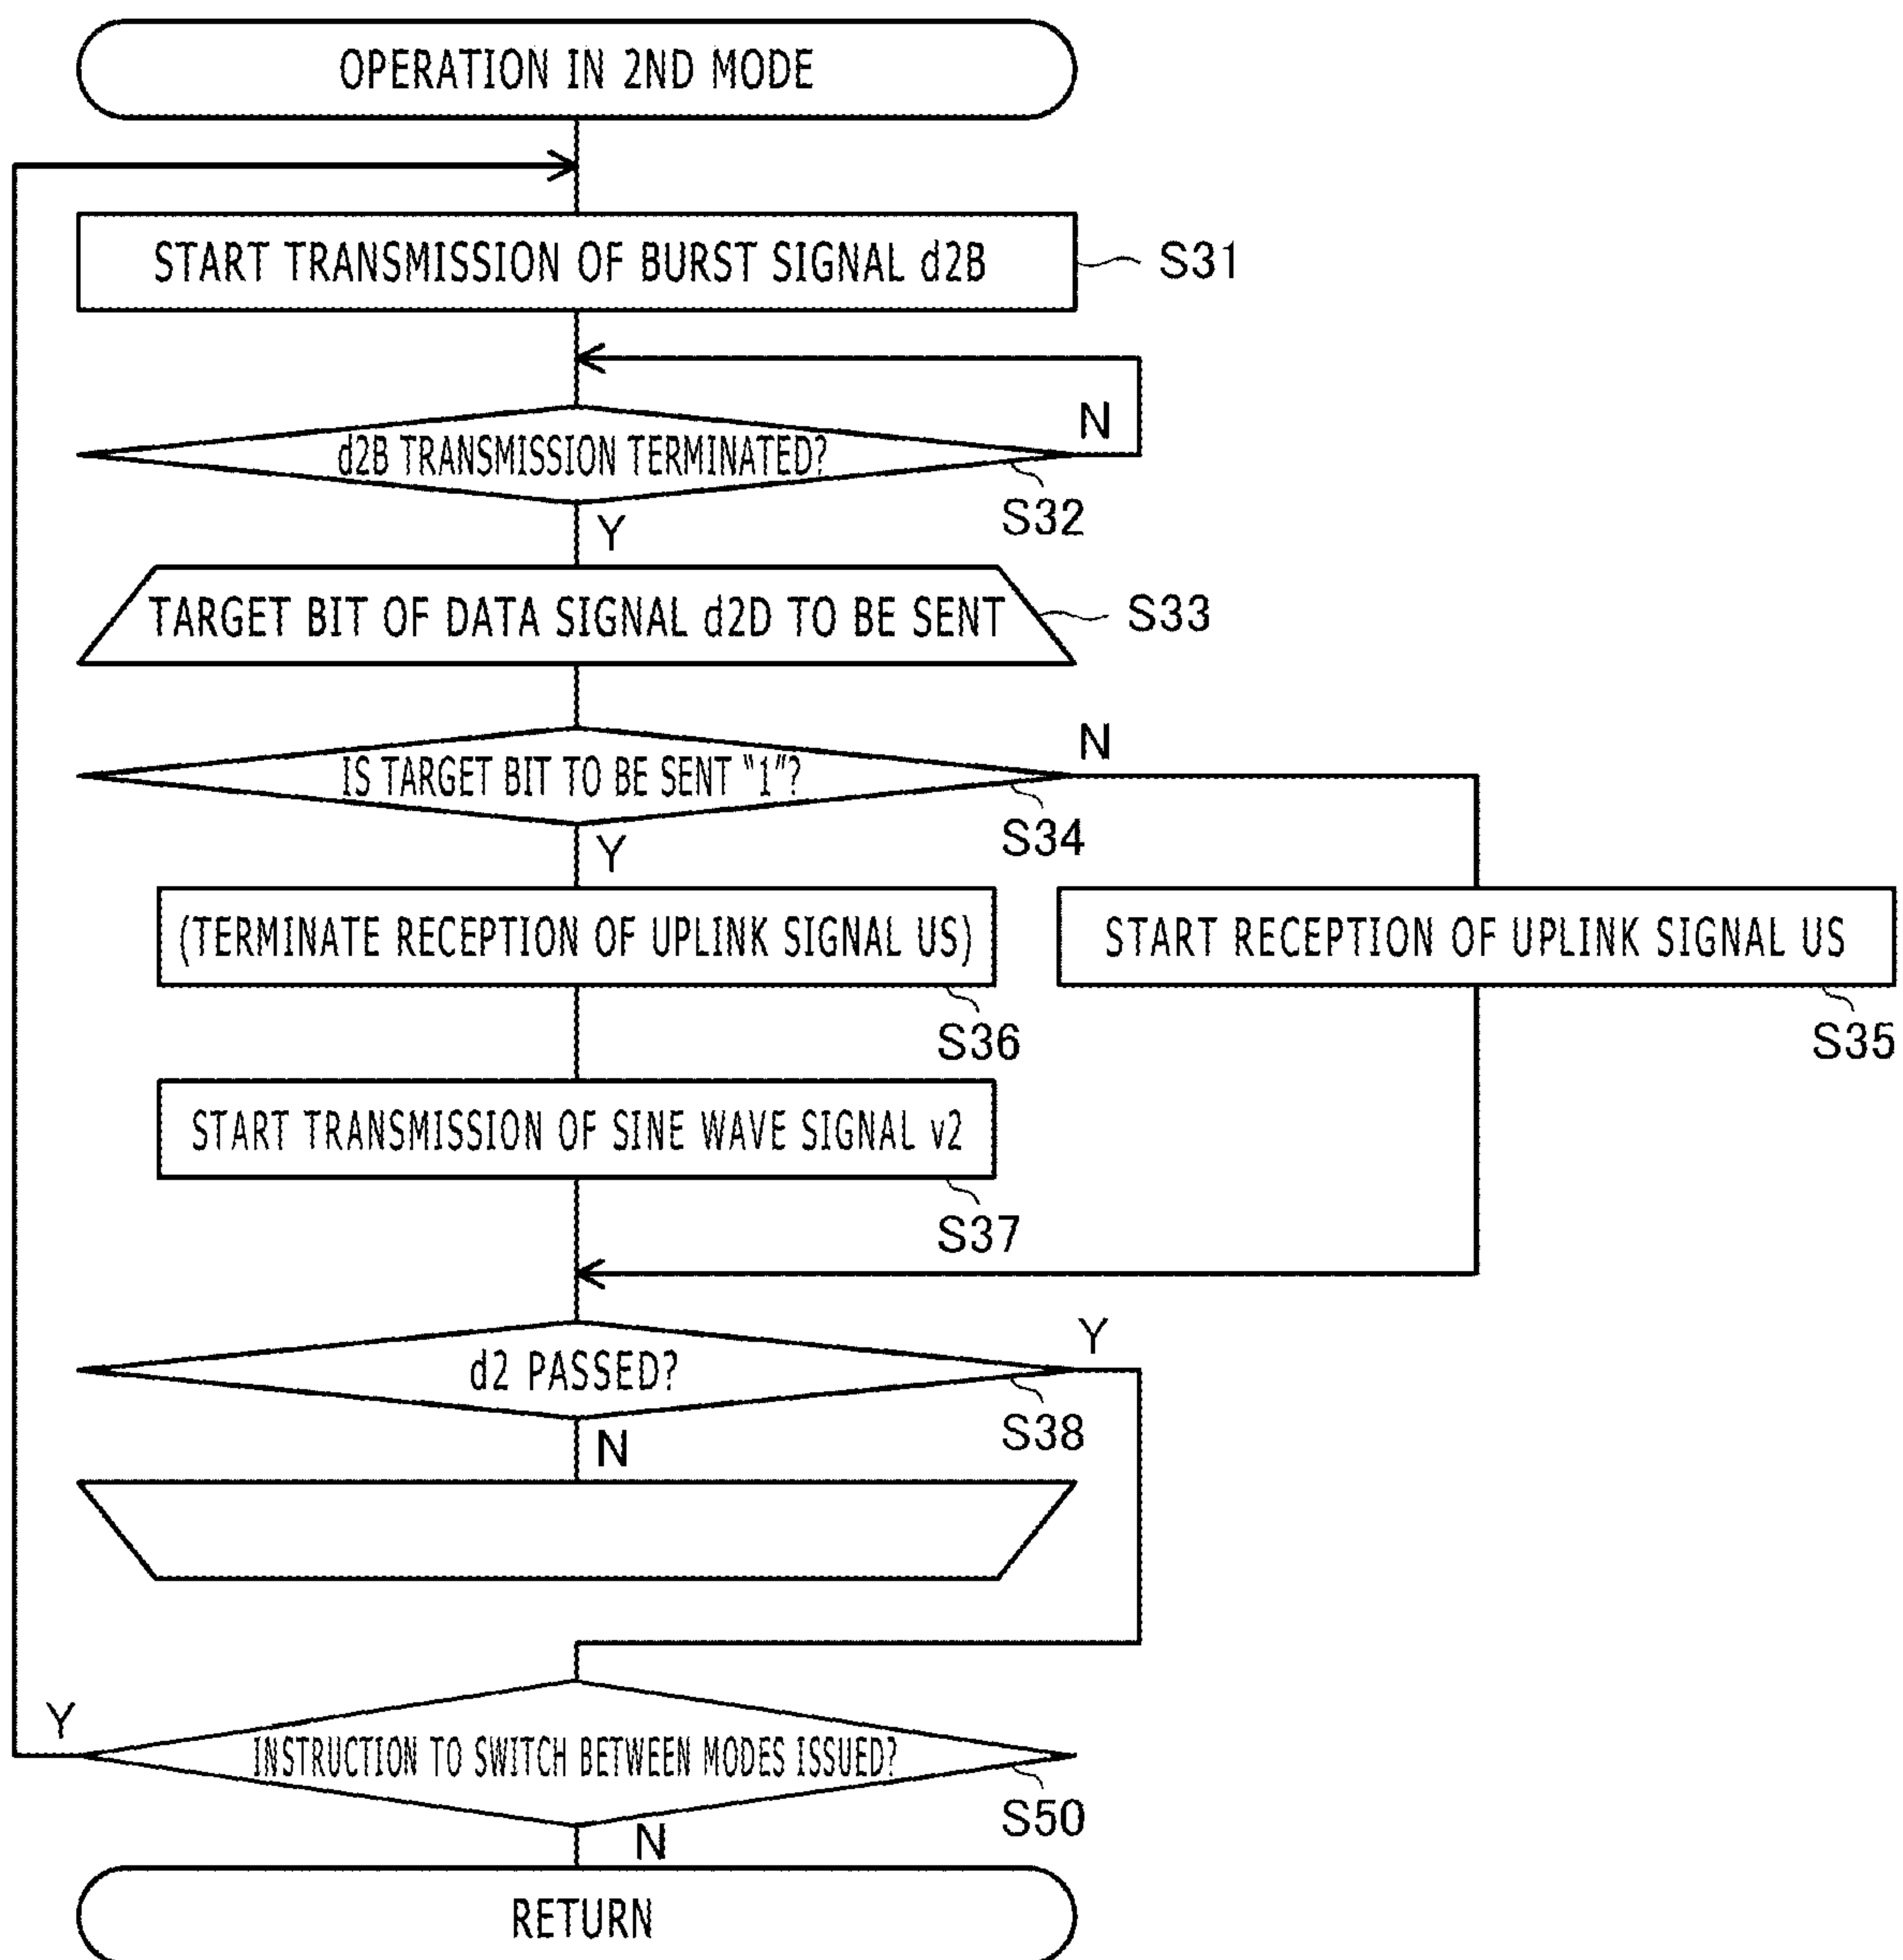 OPERATION IN 2ND MODE
START TRANSMISSION OF BURST SIGNAL d2B
S31
N
d2B TRANSMISSION TERMINATED?
S32
Y
TARGET BIT OF DATA SIGNAL d2D TO BE SENT
S33
N
IS TARGET BIT TO BE SENT "1"?
S34
Y
(TERMINATE RECEPTION OF UPLINK SIGNAL US)
START RECEPTION OF UPLINK SIGNAL US
S36
S35
START TRANSMISSION OF SINE WAVE SIGNAL v2
S37
Y
d2 PASSED?
S38
N
Y
INSTRUCTION TO SWITCH BETWEEN MODES ISSUED?
S50
N
RETURN